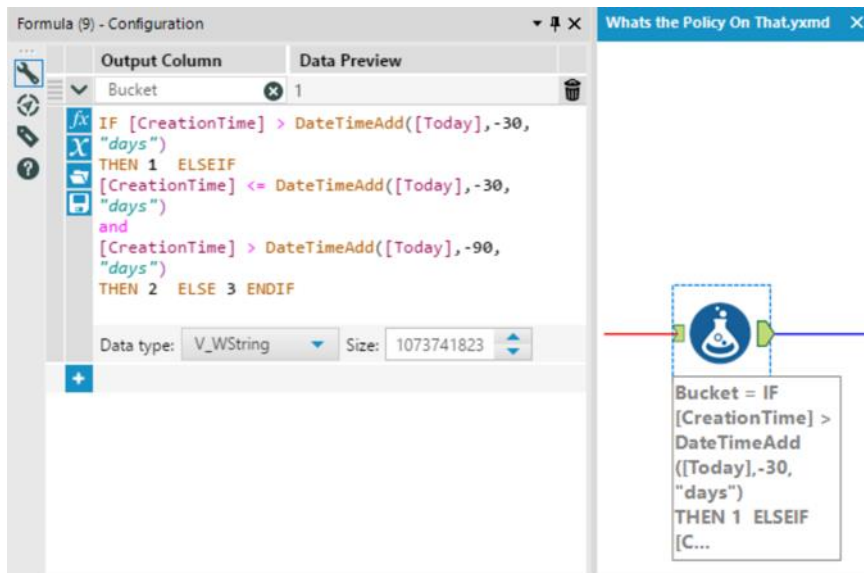 Formula (9) - Configuration
Whats the Policy On That.yxmd
Output Column
Data Preview
Bucket
1
IF [CreationTime] > DateTimeAdd([Today],-30,
"days")
THEN 1 ELSEIF
[CreationTime] <= DateTimeAdd([Today],-30,
"days")
and
[CreationTime] > DateTimeAdd([Today],-90,
"days")
THEN 2 ELSE 3 ENDIF
Data type: V_WString Size: 1073741823
Bucket = IF
[CreationTime] >
DateTimeAdd
([Today],-30,
"days")
THEN 1 ELSEIF
[C...